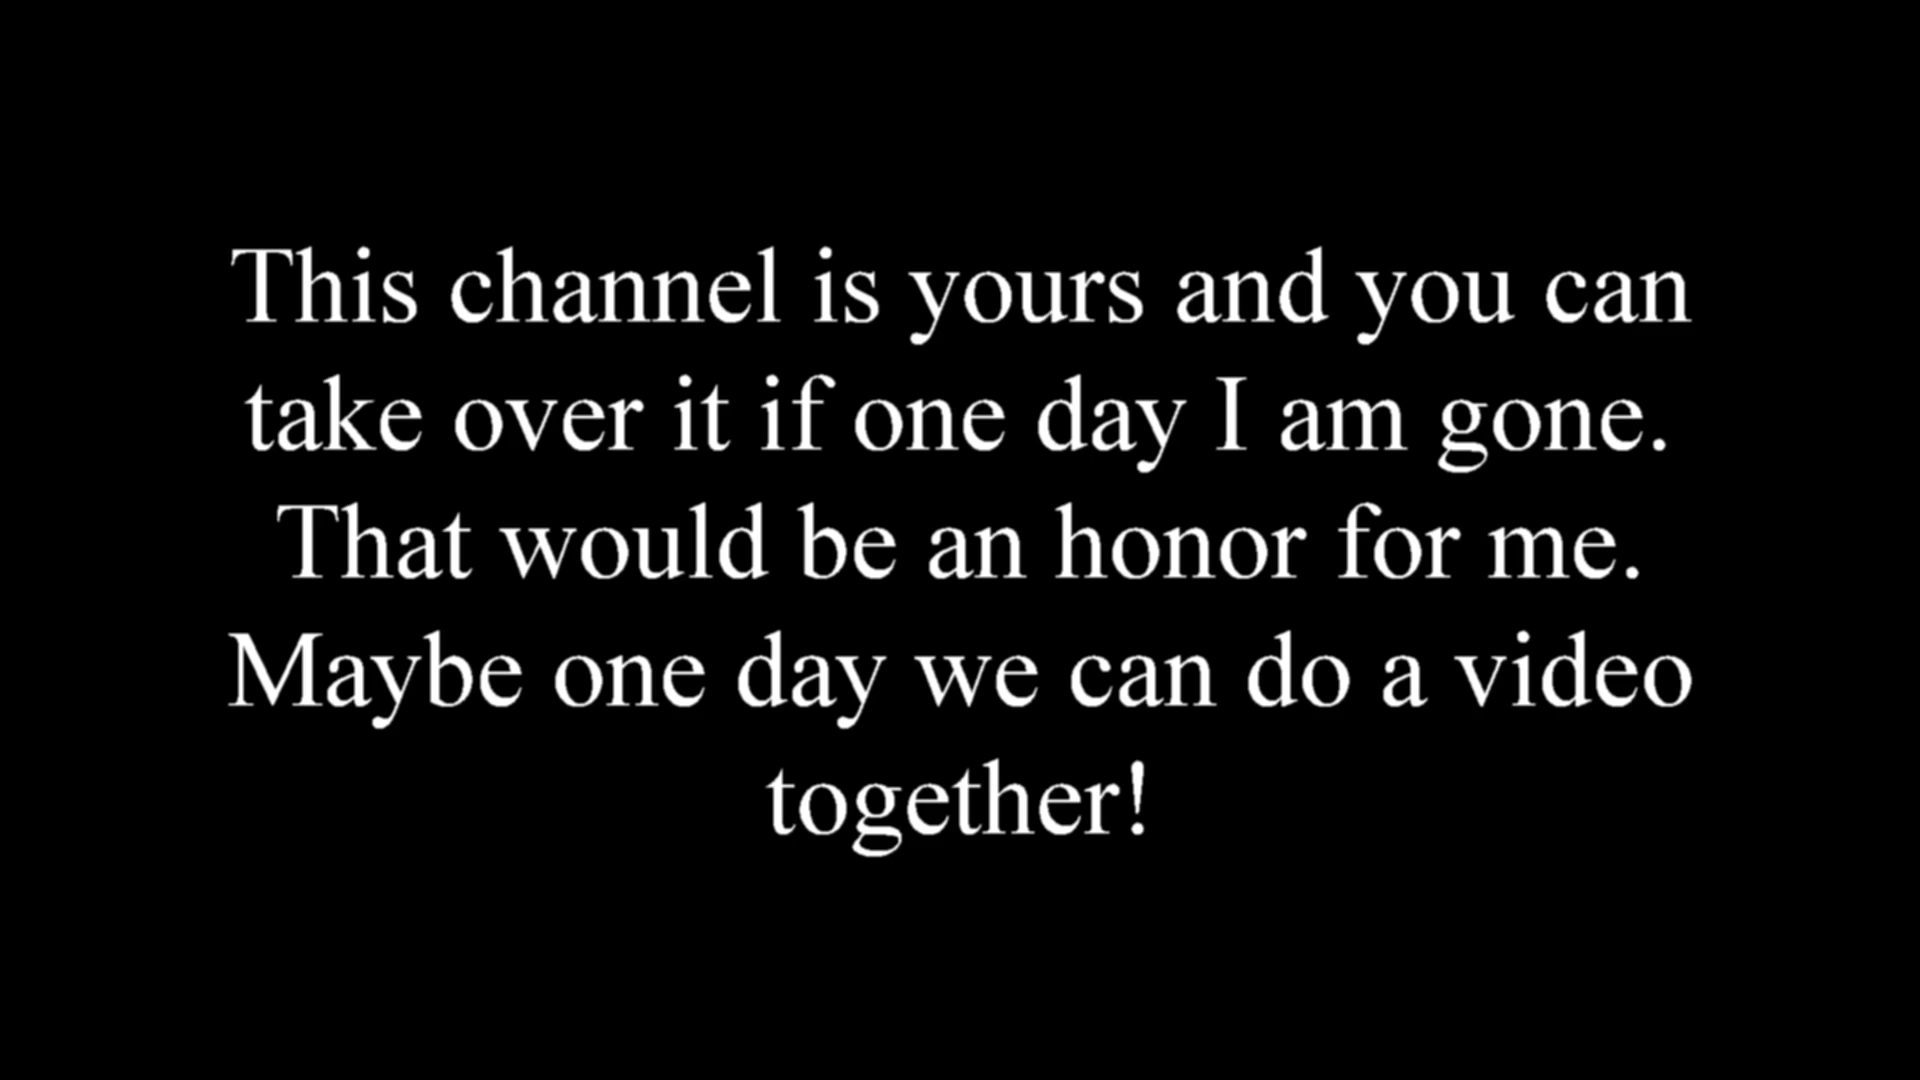 This channel is yours and you can
take over it if one day I am gone.
That would be an honor for me.
Maybe one day we can do a video
together!